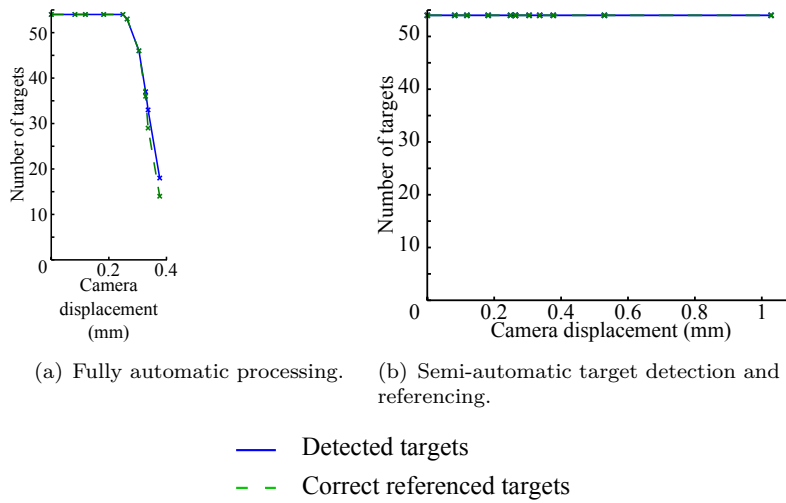 50
40
30
20
10
0
0.2
0.4
Number of targets
Camera
displacement
(mm)
(a) Fully automatic processing.
50
40
30
20
10
0
0.2
0.4
0.6
0.8
1
Number of targets
Camera displacement (mm)
(b) Semi-automatic target detection and
referencing.
Detected targets
Correct referenced targets